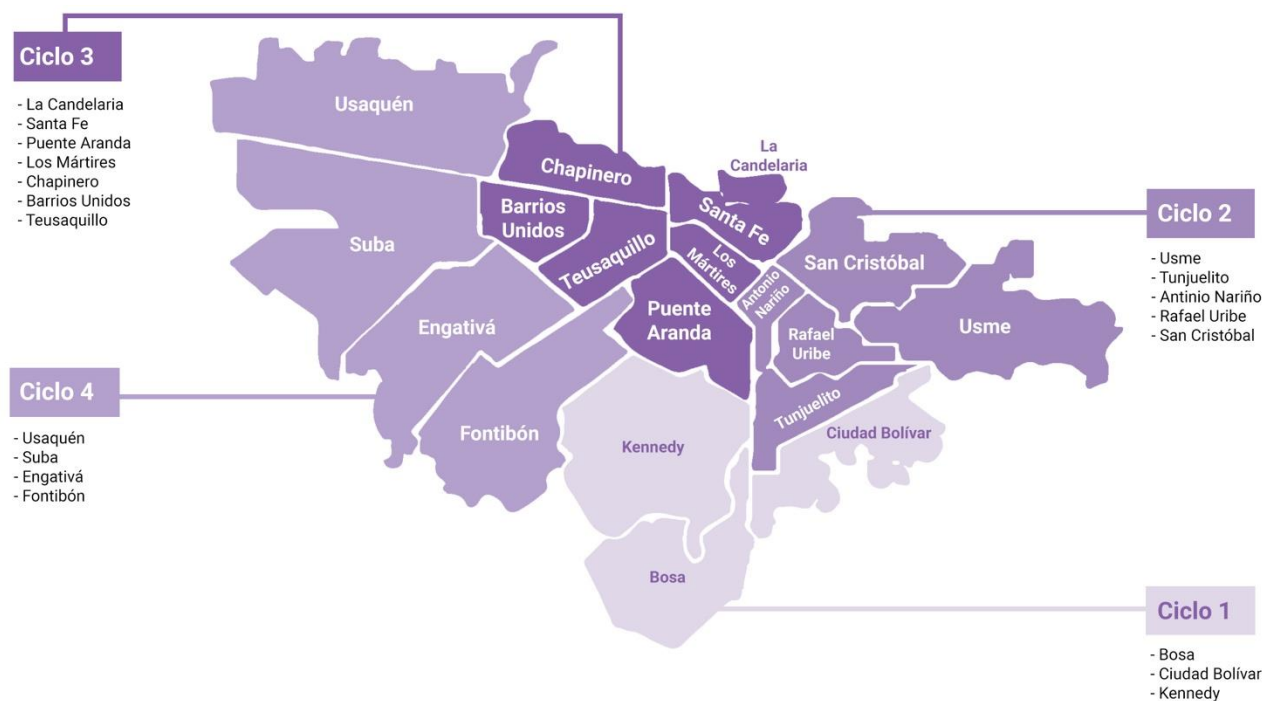 Ciclo 3
- La Candelaria
- Santa Fe
- Puente Aranda
- Los Mártires
- Chapinero
- Barrios Unidos
- Teusaquillo
Usaquén
Chapinero
La
Candelaria
Barrios
Unidos
Santa Fe
Suba
Teusaquillo
Los
Mártires
San Cristóbal
Antonio
Nariño
Engativá
Puente
Aranda
Rafael
Uribe
Usme
Fontibón
Kennedy
Tunjuelito
Ciudad Bolívar
Bosa
Ciclo 2
- Usme
- Tunjuelito
- Antinio Nariño
- Rafael Uribe
- San Cristóbal
Ciclo 4
- Usaquén
- Suba
- Engativá
- Fontibón
Ciclo 1
- Bosa
- Ciudad Bolívar
- Kennedy